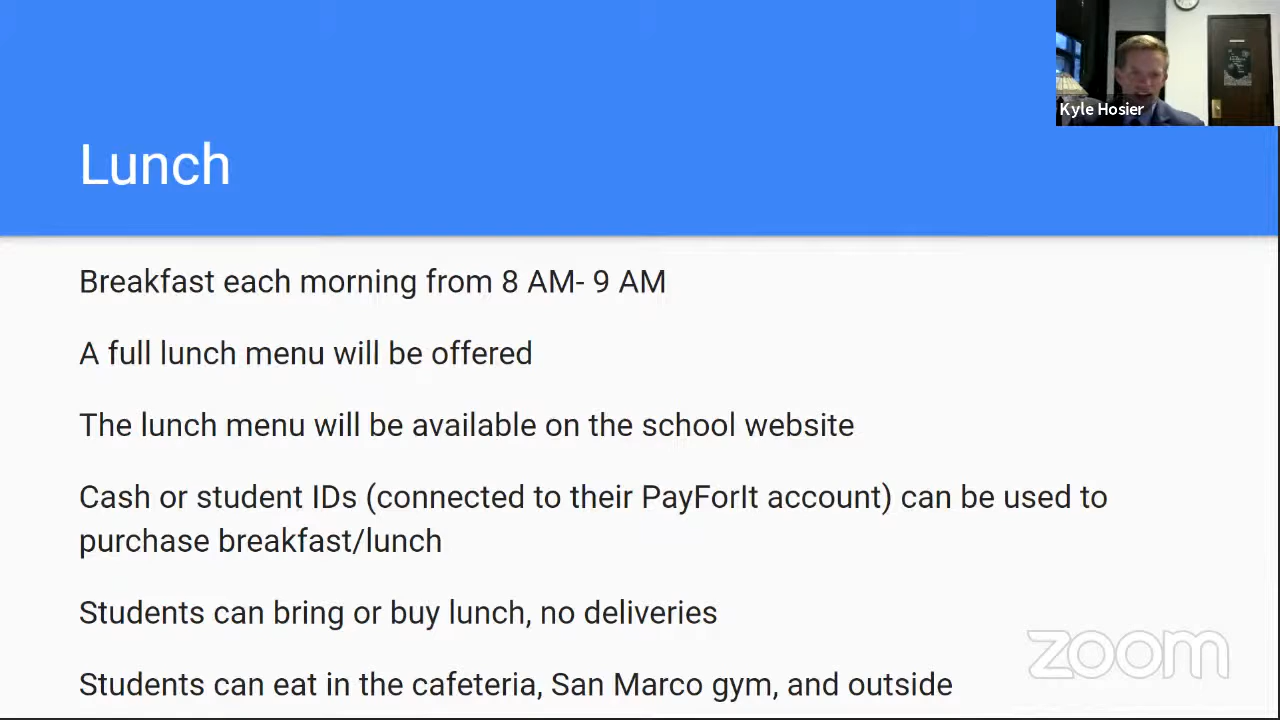 Kyle Hosier
Lunch
Breakfast each morning from 8 AM- 9 AM
A full lunch menu will be offered
The lunch menu will be available on the school website
Cash or student IDs (connected to their PayForIt account) can be used to
purchase breakfast/lunch
Students can bring or buy lunch, no deliveries
Students can eat in the cafeteria, San Marco gym, and outside
zoom